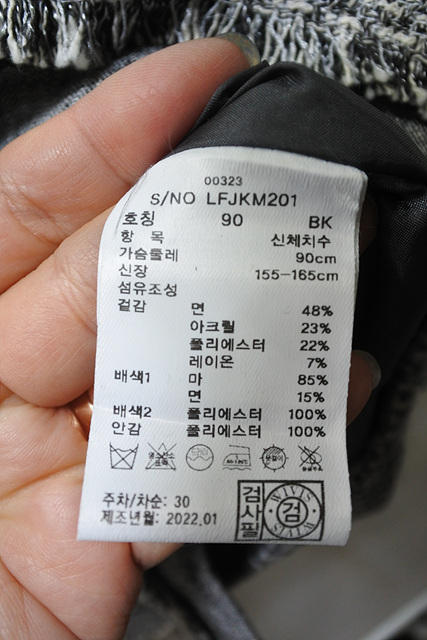 00323
S/NO LFJKM201
호칭 90 BK
항 목 신체치수
가슴둘레 90cm
신장 155-165cm
섬유조성
겉감 면 48%
아크릴 23%
폴리에스터 22%
레이온 7%
배색1 마 85%
면 15%
배색2 폴리에스터 100%
안감 폴리에스터 100%
주차/차순: 30
제조년월: 2022.01
검사필
검